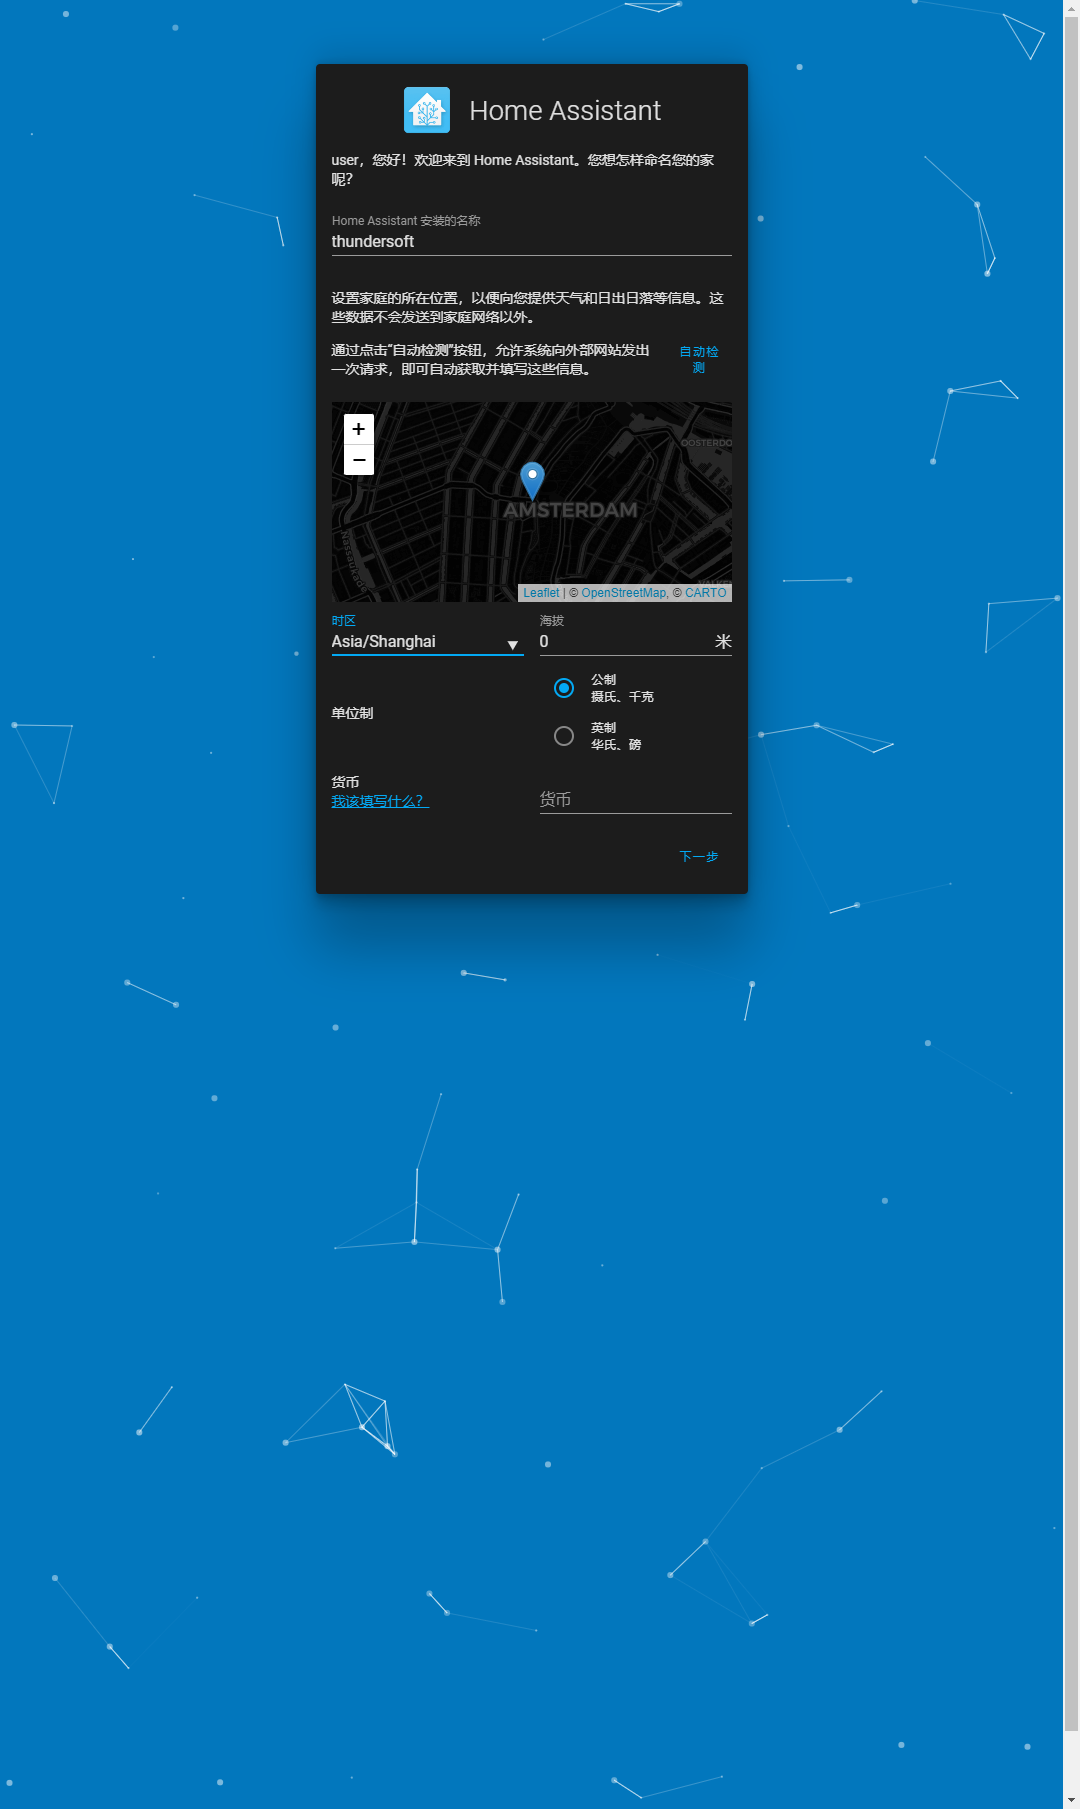 Home Assistant
user，您好！欢迎来到 Home Assistant。您想怎样命名您的家
呢？
Home Assistant 安装的名称
thundersoft
设置家庭的所在位置，以便向您提供天气和日出日落等信息。这
些数据不会发送到家庭网络以外。
通过点击“自动检测”按钮，允许系统向外部网站发出
一次请求，即可自动获取并填写这些信息。
自动检
测
+
−
OOSTERDO
AMSTERDAM
Nassaukade
Leaflet | © OpenStreetMap, © CARTO
时区
Asia/Shanghai
海拔
0 米
单位制
公制
摄氏、千克
英制
华氏、磅
货币
我该填写什么？
货币
下一步